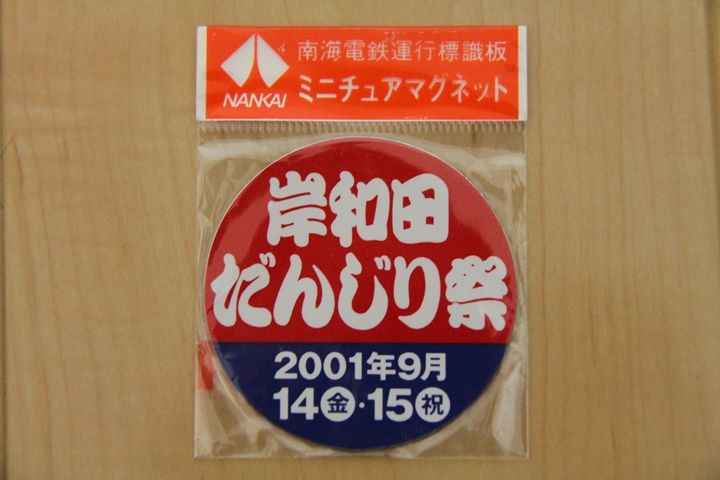 南海電鉄運行標識板
NANKAI
ミニチュアマグネット
岸和田
だんじり祭
2001年9月
14金・15祝